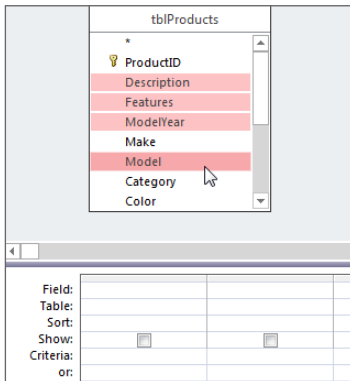 tblProducts
*
ProductID
Description
Features
ModelYear
Make
Model
Category
Color
Field:
Table:
Sort:
Show:
Criteria:
or: